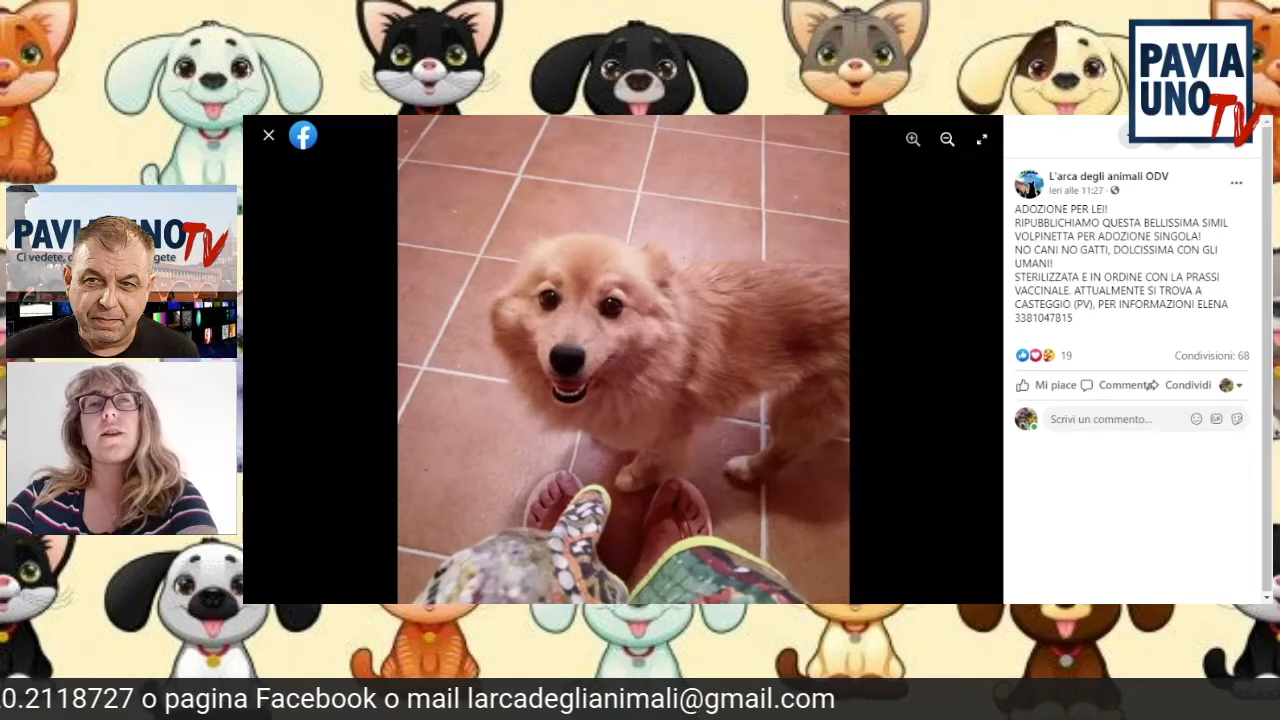 PAVIA
UNO TV
L'arca degli animali ODV
Ieri alle 11:27
ADOZIONE PER LEI!
RIPUBBLICHIAMO QUESTA BELLISSIMA SIMIL
VOLPINETTA PER ADOZIONE SINGOLA!
NO CANI NO GATTI, DOLCISSIMA CON GLI
UMANI!
STERILIZZATA E IN ORDINE CON LA PRASSI
VACCINALE. ATTUALMENTE SI TROVA A
CASTEGGIO (PV), PER INFORMAZIONI ELENA
3381047815
19 Condivisioni: 68
Mi piace Commenta Condividi
Scrivi un commento...
PAVIA UNO TV
Ci vedete,
0.2118727 o pagina Facebook o mail larcadeglianimali@gmail.com